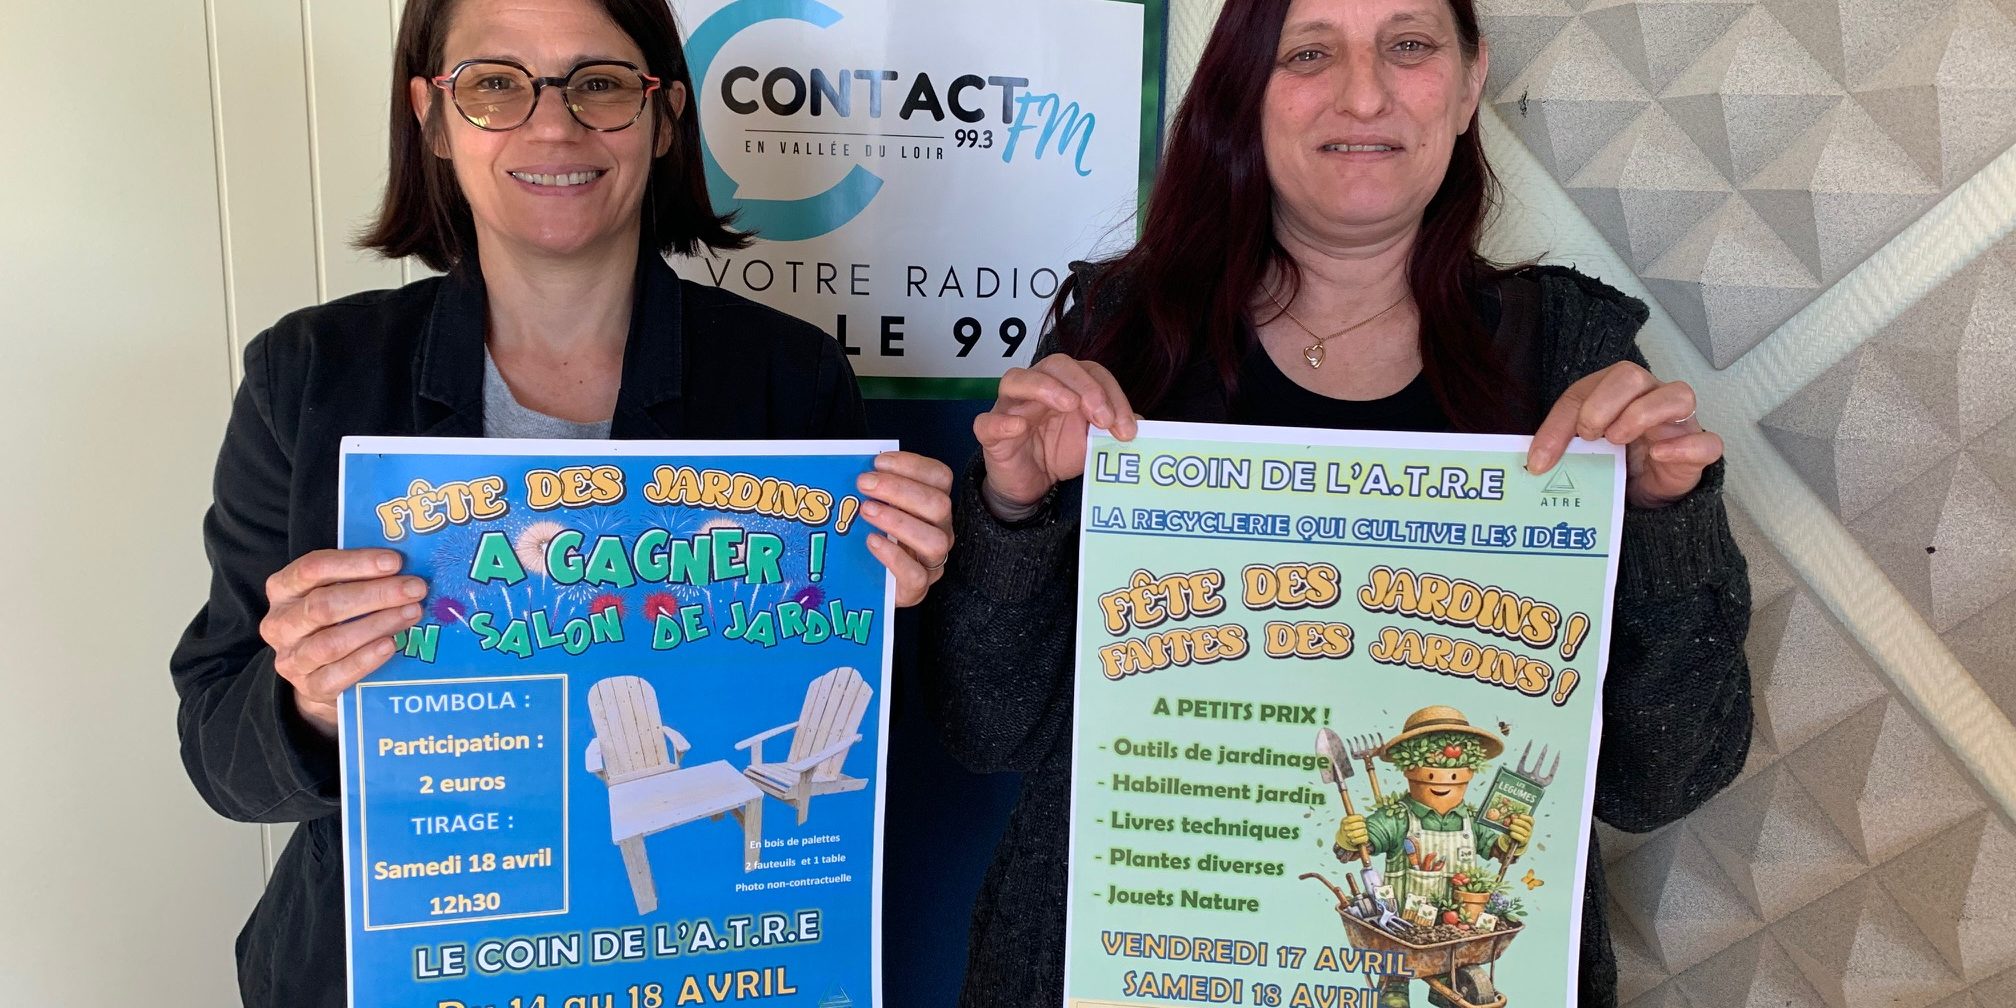 CONTACT FM
99.3
EN VALLÉE DU LOIR
VOTRE RADIO
LE 99
FÊTE DES JARDINS !
A GAGNER !
UN SALON DE JARDIN
TOMBOLA :
Participation :
2 euros
TIRAGE :
Samedi 18 avril
12h30
En bois de palettes
2 fauteuils et 1 table
Photo non-contractuelle
LE COIN DE L'A.T.R.E
Du 14 au 18 AVRIL
LE COIN DE L'A.T.R.E
ATRE
LA RECYCLERIE QUI CULTIVE LES IDÉES
FÊTE DES JARDINS !
FAITES DES JARDINS !
A PETITS PRIX !
- Outils de jardinage
- Habillement jardin
- Livres techniques
- Plantes diverses
- Jouets Nature
LEGUMES
VENDREDI 17 AVRIL
SAMEDI 18 AVRIL